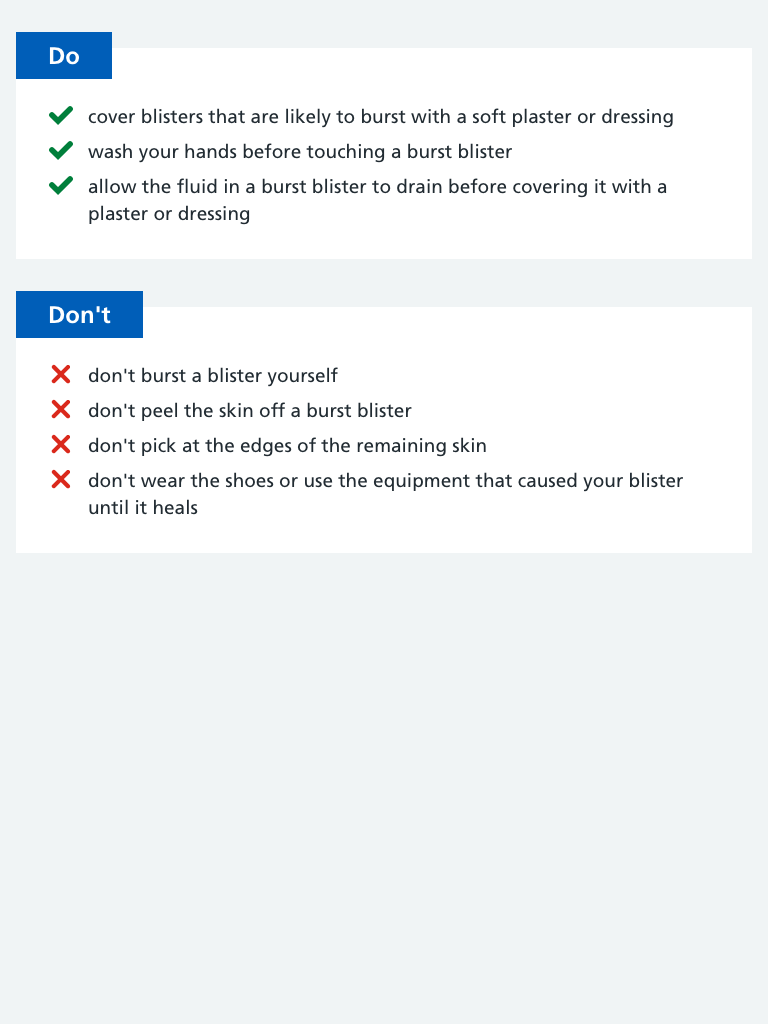 Do
cover blisters that are likely to burst with a soft plaster or dressing
wash your hands before touching a burst blister
allow the fluid in a burst blister to drain before covering it with a
plaster or dressing
Don't
don't burst a blister yourself
don't peel the skin off a burst blister
don't pick at the edges of the remaining skin
don't wear the shoes or use the equipment that caused your blister
until it heals